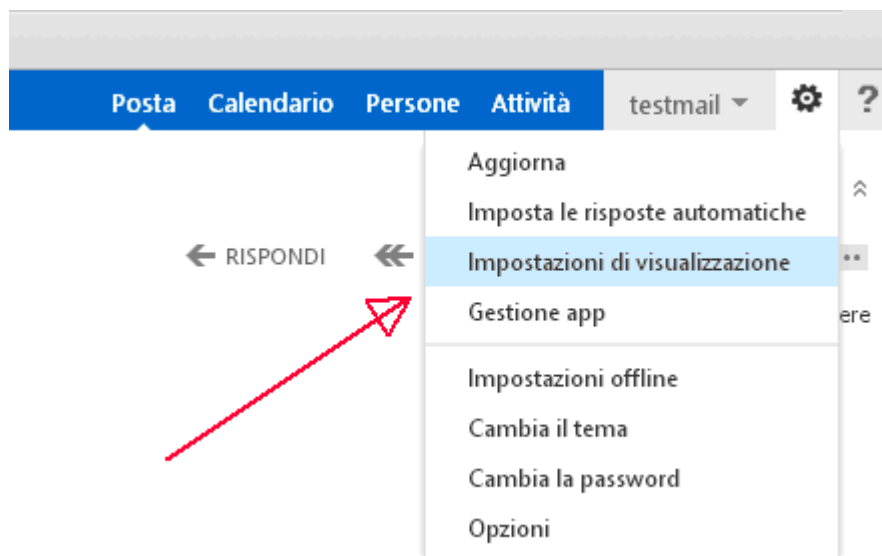 Posta Calendario Persone Attività testmail ?
Aggiorna
Imposta le risposte automatiche
RISPONDI
Impostazioni di visualizzazione
Gestione app
ere
Impostazioni offline
Cambia il tema
Cambia la password
Opzioni